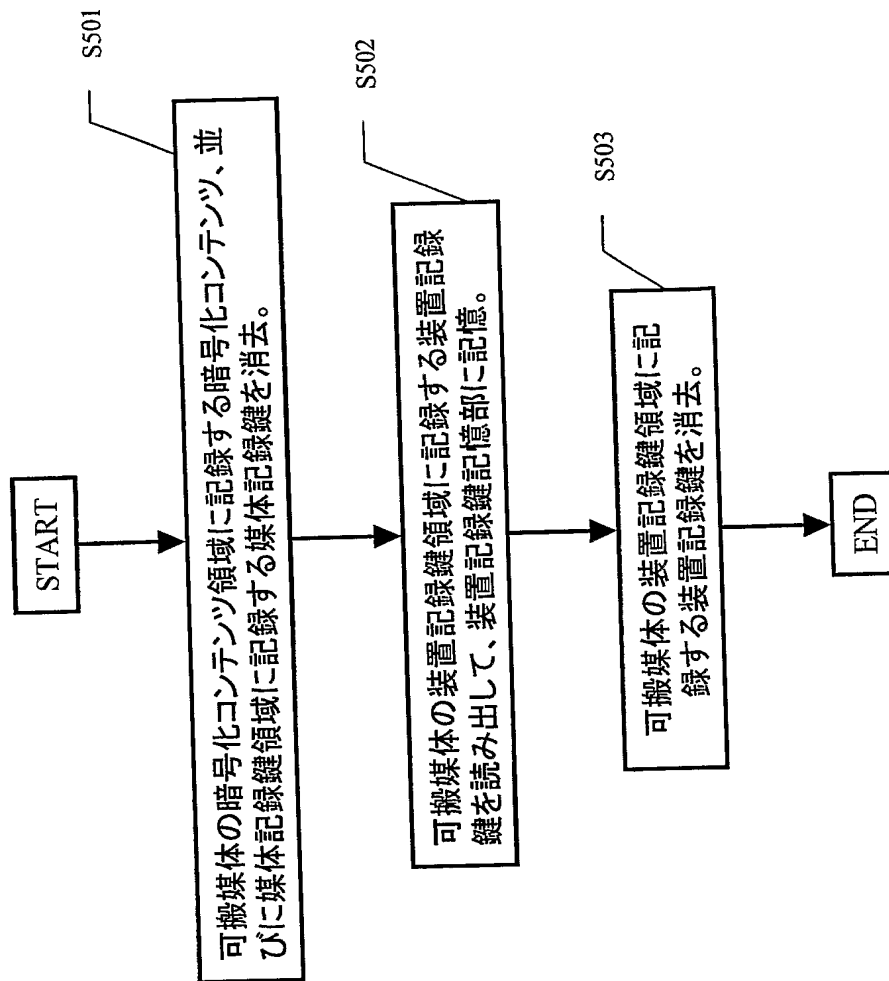 START
S501
可搬媒体の暗号化コンテンツ領域に記録する暗号化コンテンツ、並
びに媒体記録鍵領域に記録する媒体記録鍵を消去。
S502
可搬媒体の装置記録鍵領域に記録する装置記録
鍵を読み出して、装置記録鍵記憶部に記憶。
S503
可搬媒体の装置記録鍵領域に記
録する装置記録鍵を消去。
END